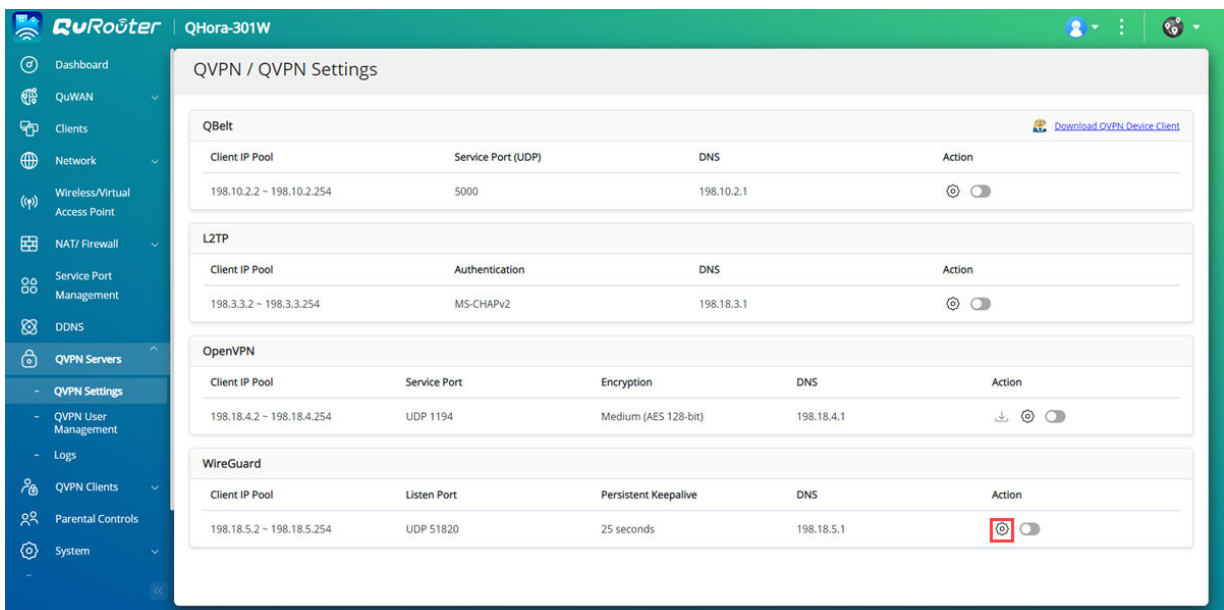 QuRouter | QHora-301W
Dashboard
QuWAN
Clients
Network
Wireless/Virtual
Access Point
NAT/ Firewall
Service Port
Management
DDNS
QVPN Servers
- QVPN Settings
- QVPN User
Management
- Logs
QVPN Clients
Parental Controls
System
QVPN / QVPN Settings
QBelt
Download QVPN Device Client
Client IP Pool Service Port (UDP) DNS Action
198.10.2.2 ~ 198.10.2.254 5000 198.10.2.1
L2TP
Client IP Pool Authentication DNS Action
198.3.3.2 ~ 198.3.3.254 MS-CHAPv2 198.18.3.1
OpenVPN
Client IP Pool Service Port Encryption DNS Action
198.18.4.2 ~ 198.18.4.254 UDP 1194 Medium (AES 128-bit) 198.18.4.1
WireGuard
Client IP Pool Listen Port Persistent Keepalive DNS Action
198.18.5.2 ~ 198.18.5.254 UDP 51820 25 seconds 198.18.5.1